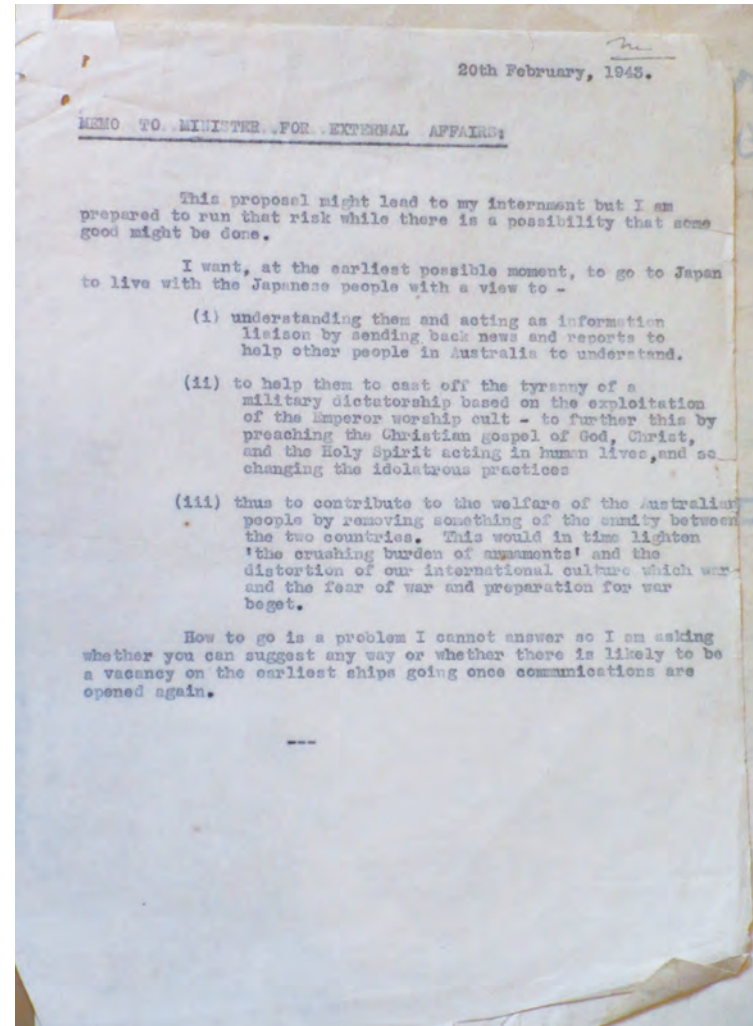 20th February, 1943.
MEMO TO MINISTER FOR EXTERNAL AFFAIRS:
This proposal might lead to my internment but I am
prepared to run that risk while there is a possibility that some
good might be done.
I want, at the earliest possible moment, to go to Japan
to live with the Japanese people with a view to -
(i) understanding them and acting as information
liaison by sending back news and reports to
help other people in Australia to understand.
(ii) to help them to cast off the tyranny of a
military dictatorship based on the exploitation
of the Emperor worship cult - to further this by
preaching the Christian gospel of God, Christ,
and the Holy Spirit acting in human lives,and so
changing the idolatrous practices
(iii) thus to contribute to the welfare of the Australian
people by removing something of the enmity between
the two countries. This would in time lighten
'the crushing burden of armaments' and the
distortion of our international culture which war
and the fear of war and preparation for war
beget.
How to go is a problem I cannot answer so I am asking
whether you can suggest any way or whether there is likely to be
a vacancy on the earliest ships going once communications are
opened again.
---